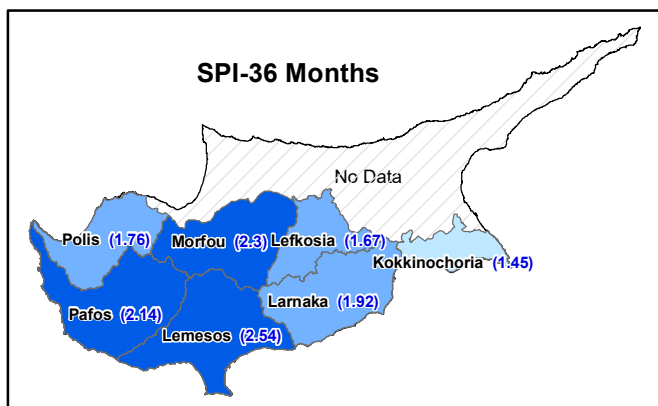 SPI-36 Months
No Data
Polis (1.76)
Morfou (2.3)
Lefkosia (1.67)
Kokkinochoria (1.45)
Pafos (2.14)
Larnaka (1.92)
Lemesos (2.54)